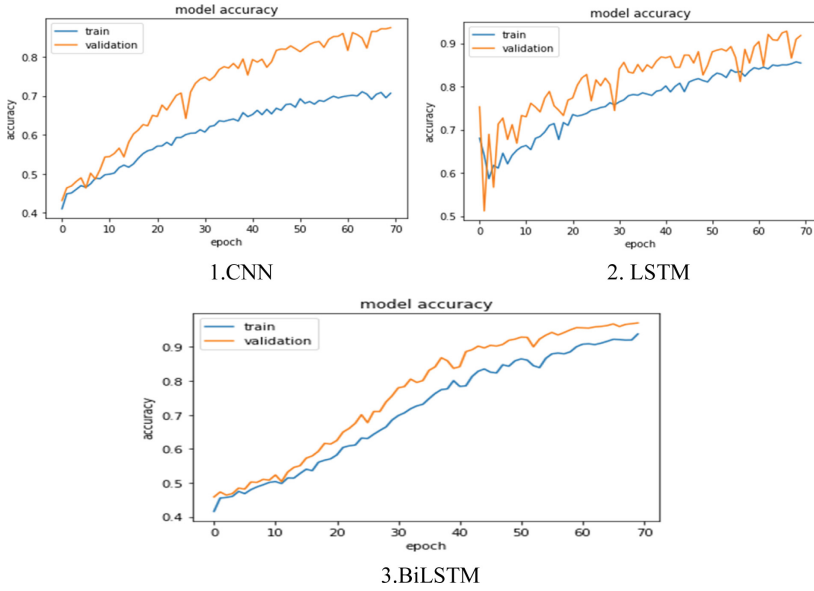 model accuracy
train
validation
0.8
0.7
0.6
0.5
0.4
accuracy
0 10 20 30 40 50 60 70
epoch
1.CNN
model accuracy
train
validation
0.9
0.8
0.7
0.6
0.5
accuracy
0 10 20 30 40 50 60 70
epoch
2. LSTM
model accuracy
train
validation
0.9
0.8
0.7
0.6
0.5
0.4
accuracy
0 10 20 30 40 50 60 70
epoch
3.BiLSTM